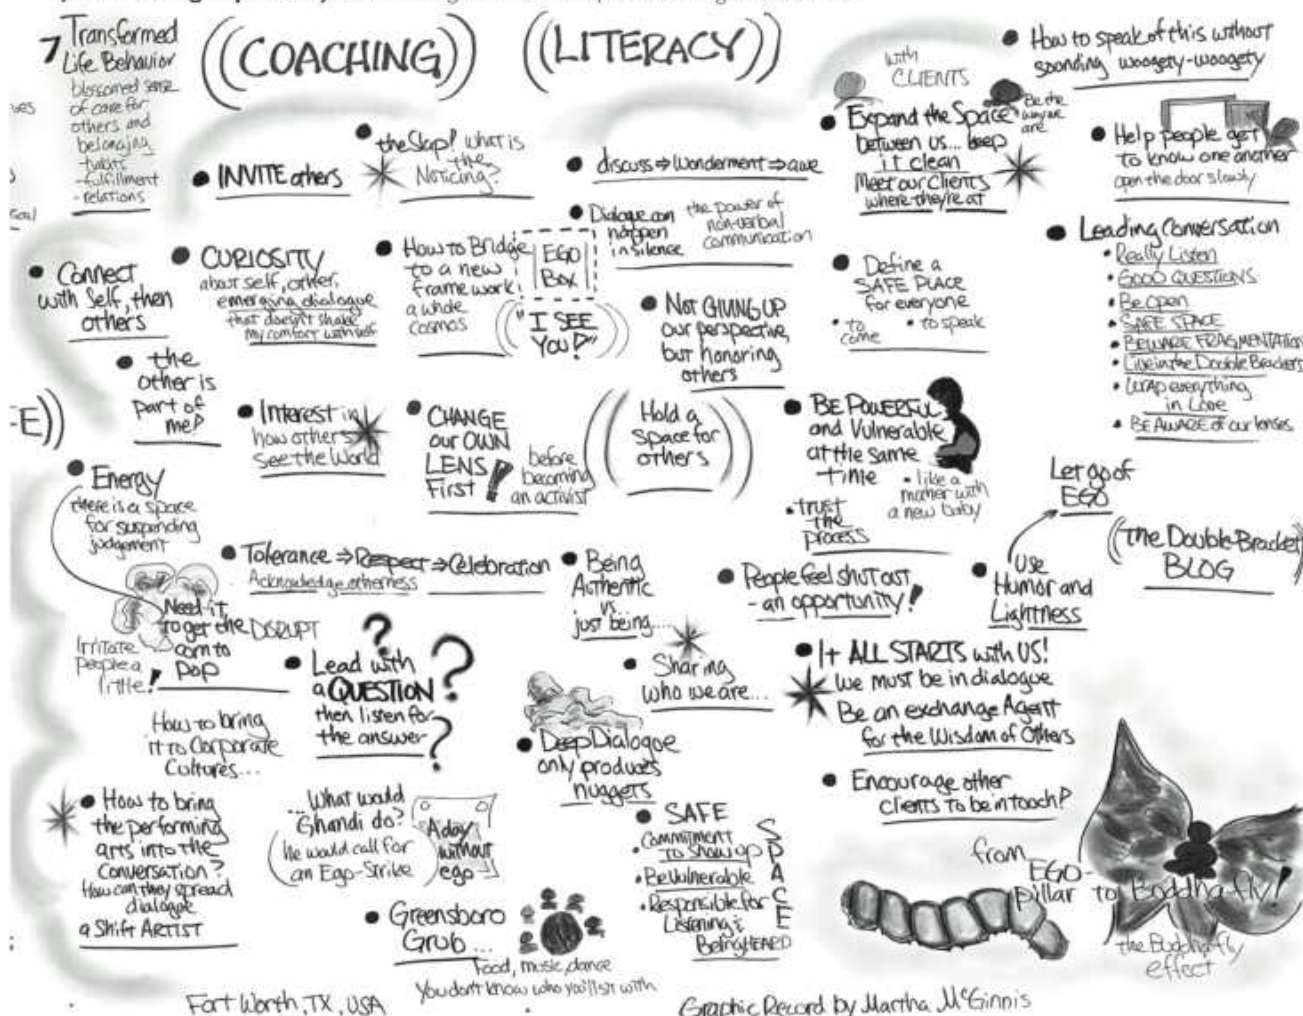 7 Transformed
Life Behavior
blossomed sense
of care for
others and
belonging
- habits
- fulfillment
- relations
((COACHING)) ((LITERACY))
INVITE others
the Slap! what is
the
Noticing?
discuss ⇒ Wonderment ⇒ awe
with
CLIENTS
Expand the Space
between us... keep
it clean
Meet our clients
where they're at
Be the
way we
are
How to speak of this without
sounding woogety-woogety
Help people get
to know one another
open the door slowly
Connect
with Self, then
others
CURIOSITY
about self, other,
emerging dialogue
that doesn't shake
my comfort with self
How to Bridge
to a new
framework:
a whole
cosmos
EGO
BOX
("I SEE
YOU!")
Dialogue can
happen
in silence
the power of
non-verbal
communication
Not GIVING UP
our perspective,
but honoring
others
Define a
SAFE PLACE
for everyone
• to
come
• to speak
Leading Conversation
• Really Listen
• GOOD QUESTIONS
• Be Open
• SAFE SPACE
• BEWARE FRAGMENTATION
• Live in the Double Brackets
• Wrap everything
in Love
• BE AWARE of our lenses
the
other is
part of
me!
-E))
Interest in
how others
see the World
CHANGE
our OWN
LENS
First!
before
becoming
an activist
((Hold a
space for
others))
BE POWERFUL
and Vulnerable
at the same
time
• like a
mother with
a new baby
• trust
the
process
Let go of
EGO
Use
Humor and
Lightness
((the Double Bracket
BLOG
Energy
there is a space
for suspending
judgement
Need it
to get the
corn to
pop
DISRUPT
Irritate
people a
little!
Tolerance ⇒ Respect ⇒ Celebration
Acknowledge otherness
Being
Authentic
vs.
just being...
People feel shut out
- an opportunity!
Lead with
a QUESTION
then listen for
the answer
? ? ?
Sharing
who we are...
It ALL STARTS with US!
we must be in dialogue
Be an exchange Agent
for the Wisdom of Others
How to bring
it to Corporate
Cultures...
Deep Dialogue
only produces
nuggets
Encourage other
clients to be in touch!
How to bring
the performing
arts into the
conversation?
How can they spread
dialogue
a Shift ARTIST
...What would
Ghandi do?
(he would call for
an Ego-Strike)
A day
without
ego
SAFE
SPACE
• Commitment
to show up
• Be Vulnerable
• Responsible for
Listening &
Being HEARD
Greensboro
Grub...
Food, music, dance
You don't know who you'll sit with
from
EGO-
pillar
to Buddhafly!
the Buddhafly
effect
Fort Worth, TX, USA
Graphic Record by Martha McGinnis